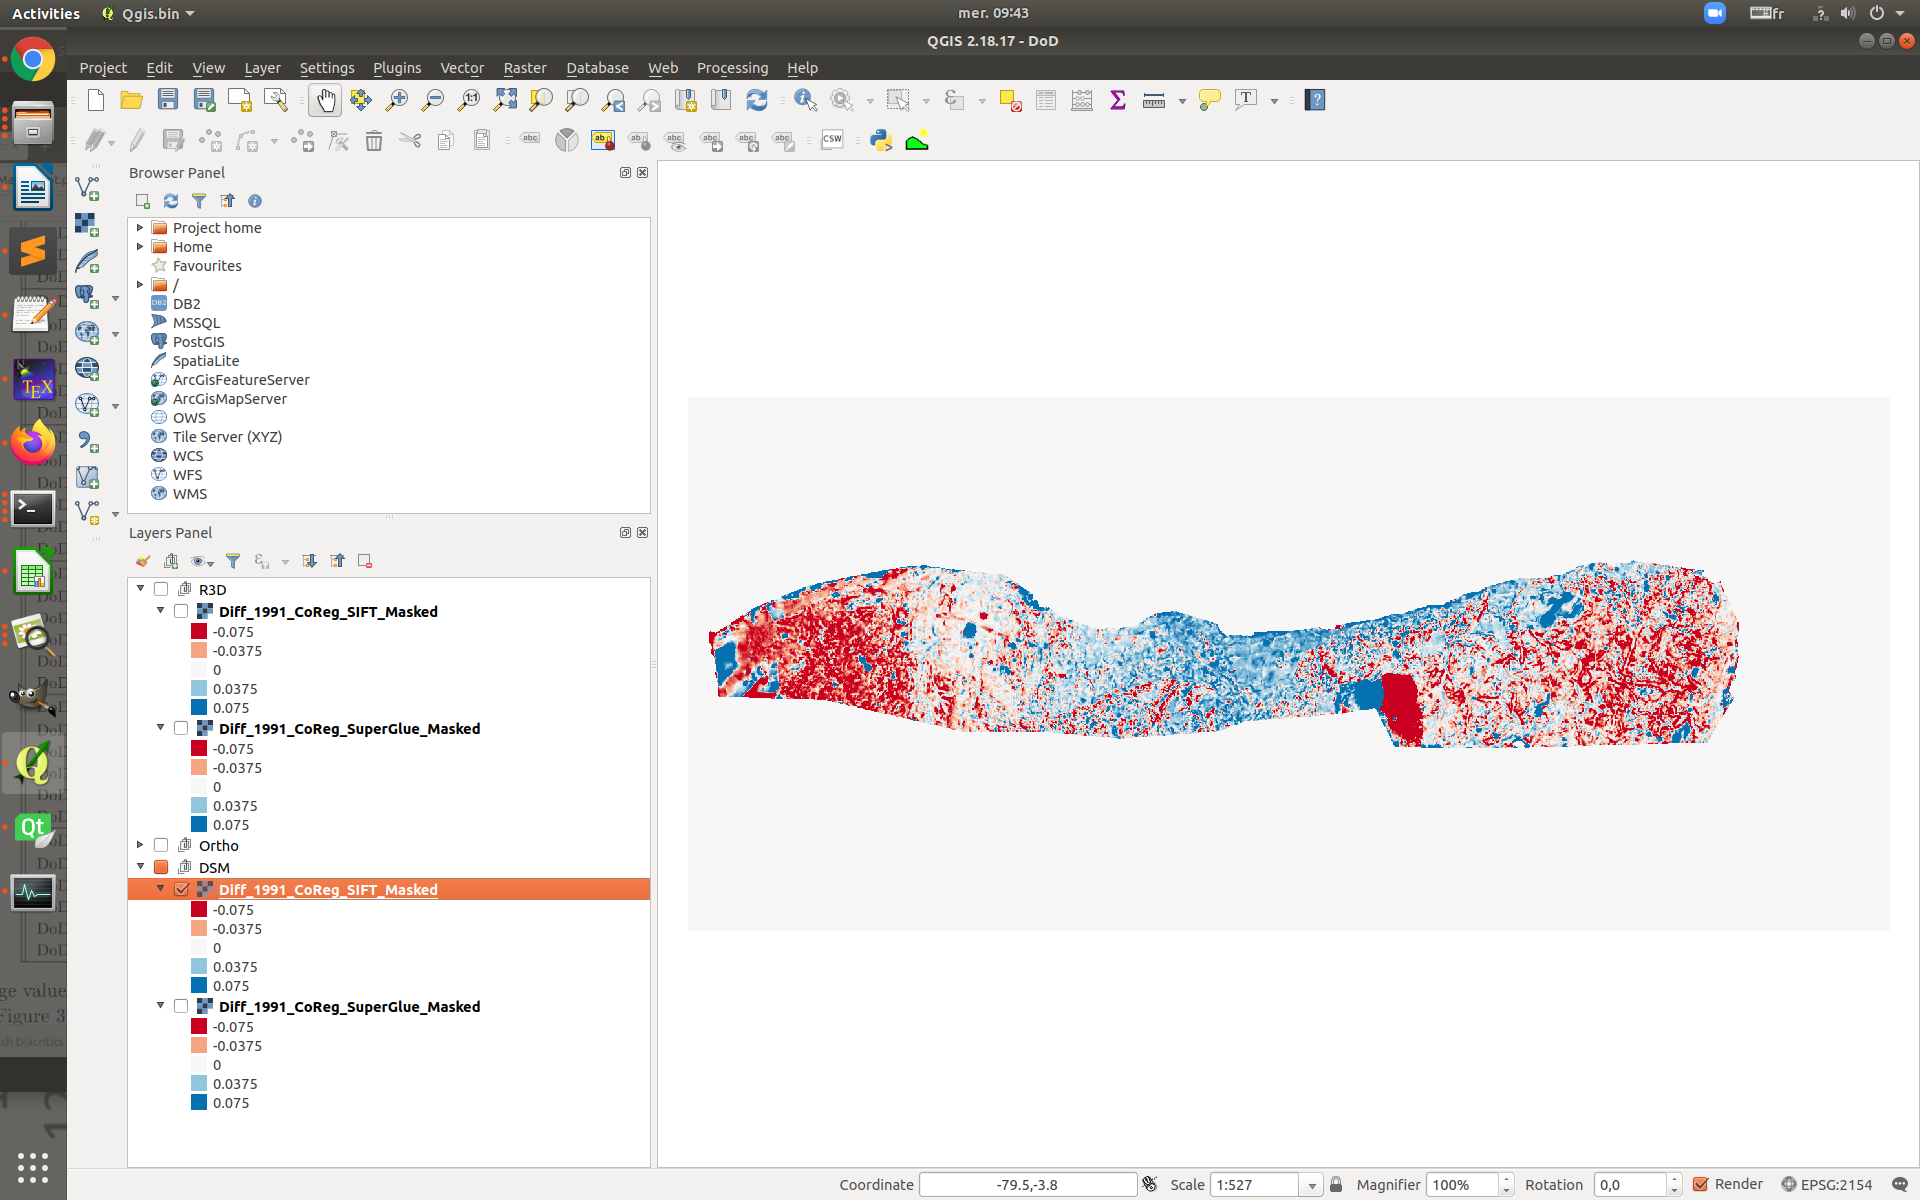 Activities
Qgis.bin
mer. 09:43
fr
QGIS 2.18.17 - DoD
Project Edit View Layer Settings Plugins Vector Raster Database Web Processing Help
Browser Panel
Project home
Home
Favourites
/
DB2
MSSQL
PostGIS
SpatiaLite
ArcGisFeatureServer
ArcGisMapServer
OWS
Tile Server (XYZ)
WCS
WFS
WMS
Layers Panel
R3D
Diff_1991_CoReg_SIFT_Masked
-0.075
-0.0375
0
0.0375
0.075
Diff_1991_CoReg_SuperGlue_Masked
-0.075
-0.0375
0
0.0375
0.075
Ortho
DSM
Diff_1991_CoReg_SIFT_Masked
-0.075
-0.0375
0
0.0375
0.075
Diff_1991_CoReg_SuperGlue_Masked
-0.075
-0.0375
0
0.0375
0.075
ge value
Figure 3
Coordinate -79.5,-3.8 Scale 1:527 Magnifier 100% Rotation 0,0 Render EPSG:2154